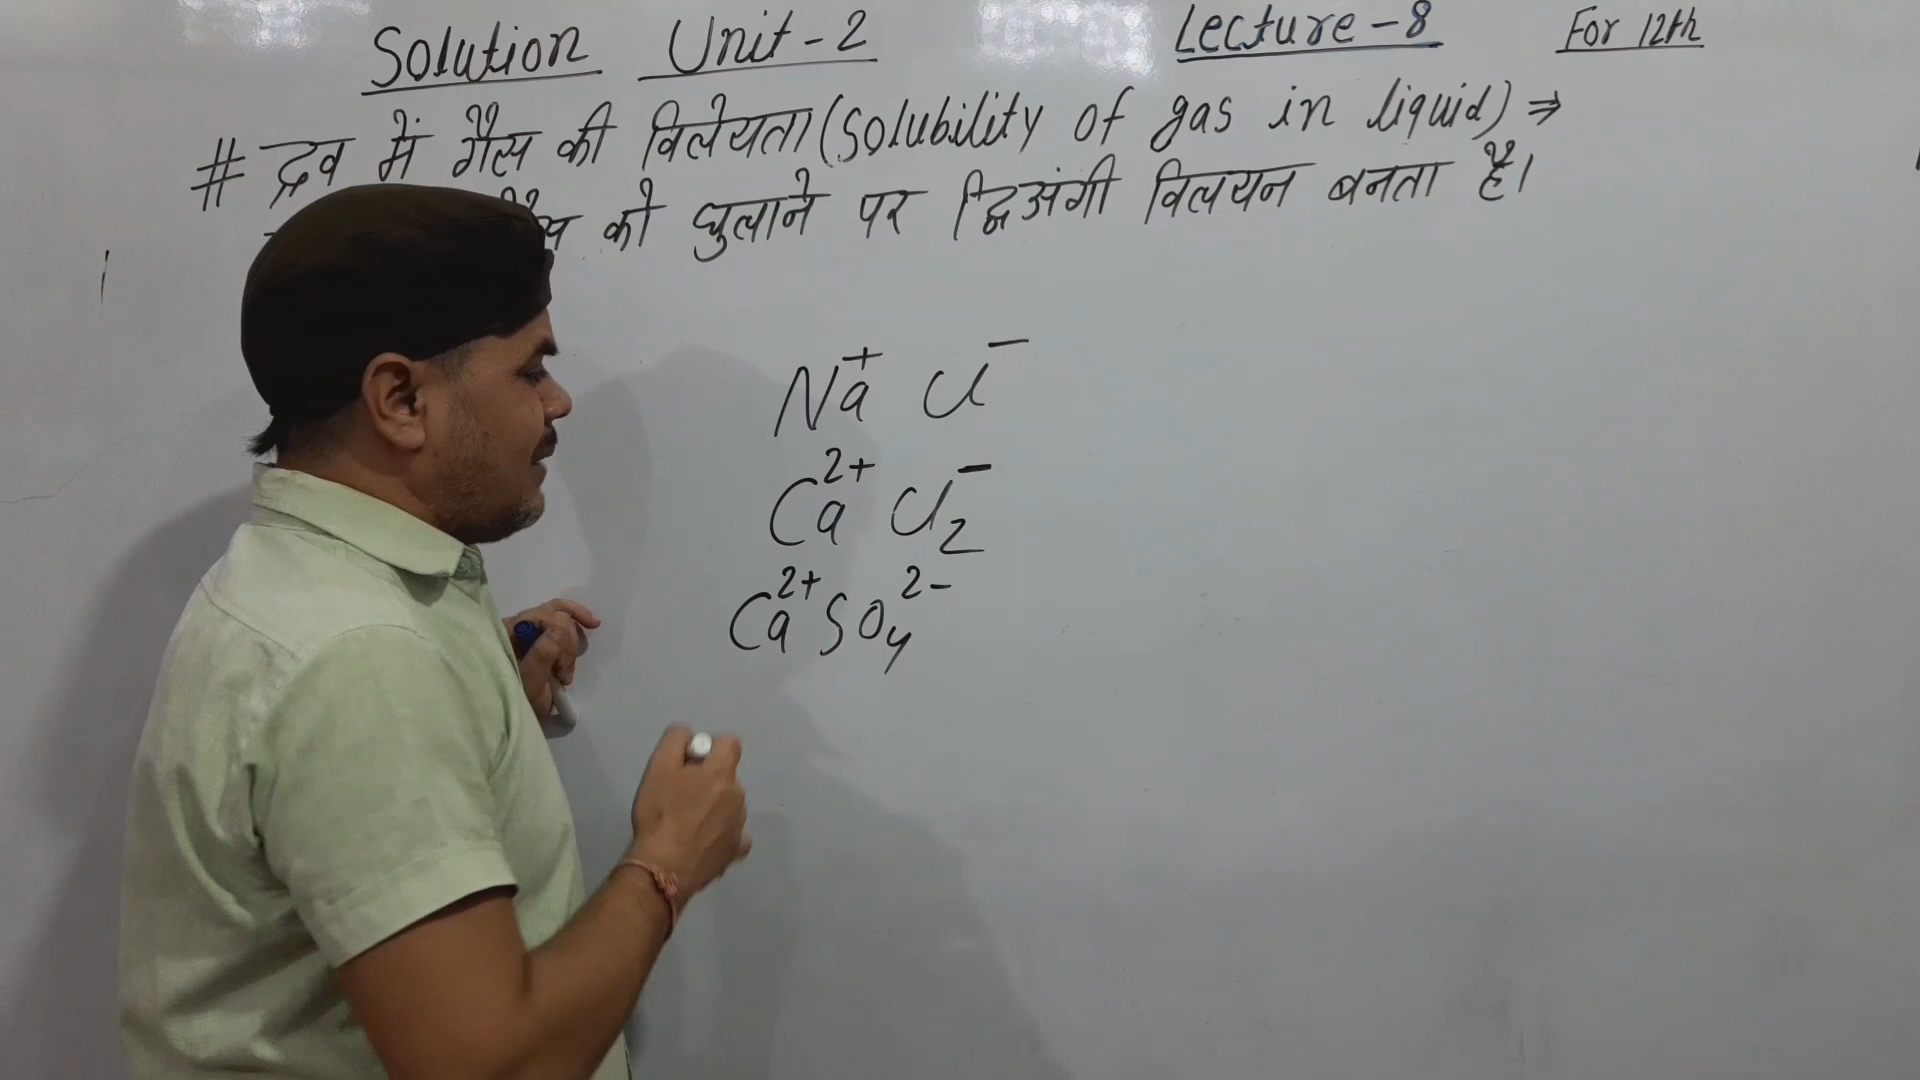 Solution Unit-2 Lecture-8 For 12th
# द्रव में गैस की विलेयता (Solubility of gas in liquid) ⇒
को घुलाने पर द्विअंगी विलयन बनता है।
Na⁺ Cl⁻
Ca²⁺ Cl₂⁻
Ca²⁺ SO₄²⁻